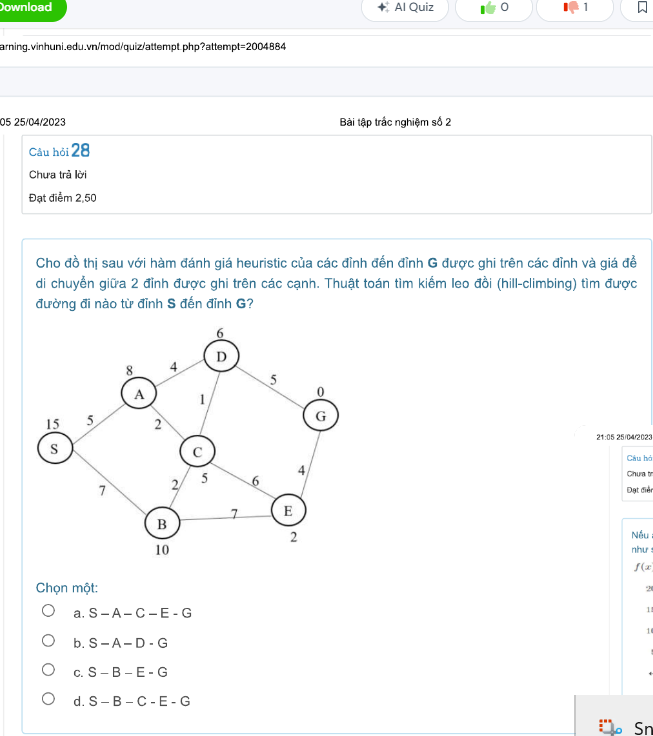 Download
AI Quiz
0
1
arning.vinhuni.edu.vn/mod/quiz/attempt.php?attempt=2004884
05 25/04/2023
Bài tập trắc nghiệm số 2
Câu hỏi 28
Chưa trả lời
Đạt điểm 2,50
Cho đồ thị sau với hàm đánh giá heuristic của các đỉnh đến đỉnh G được ghi trên các đỉnh và giá để
di chuyển giữa 2 đỉnh được ghi trên các cạnh. Thuật toán tìm kiếm leo đồi (hill-climbing) tìm được
đường đi nào từ đỉnh S đến đỉnh G?
6
D
8
4
5
A
0
1
G
15
5
2
S
C
4
7
2
5
6
B
7
E
10
2
Chọn một:
a. S – A – C – E - G
b. S – A – D - G
c. S – B – E - G
d. S – B – C - E - G
21:05 25/04/2023
Câu hỏ
Chưa tr
Đạt điể
Nếu
như
f(x
Sn